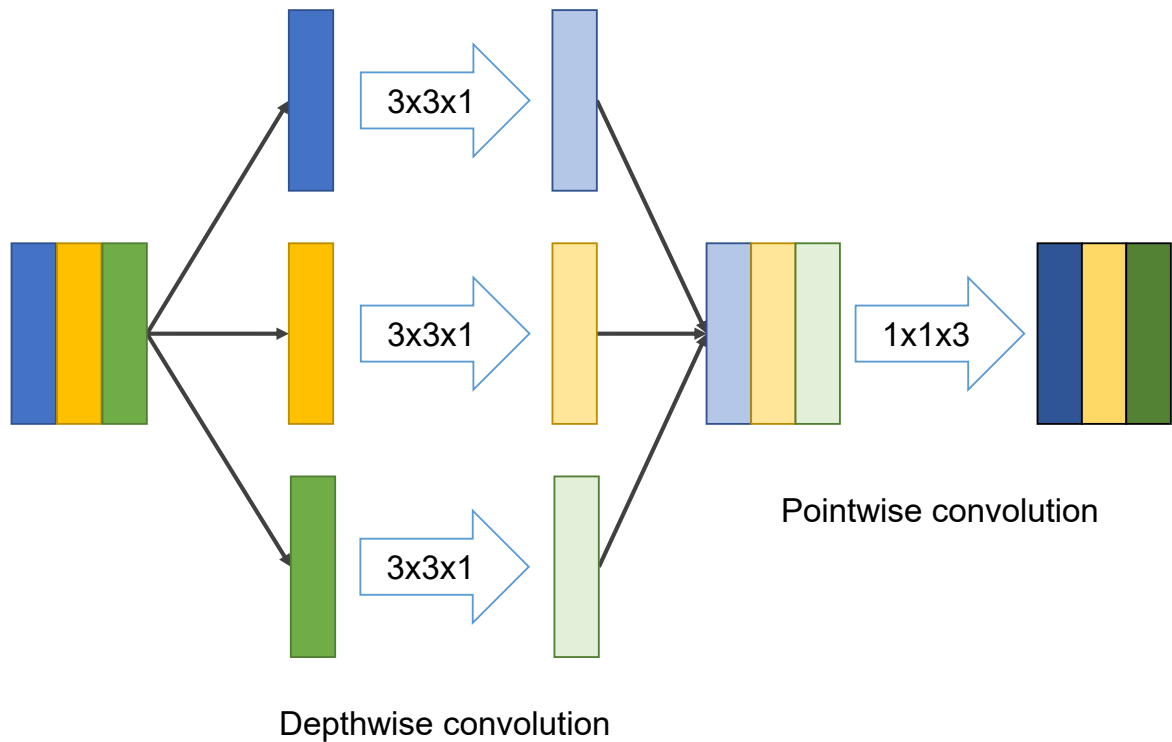 3x3x1
3x3x1
1x1x3
Pointwise convolution
3x3x1
Depthwise convolution